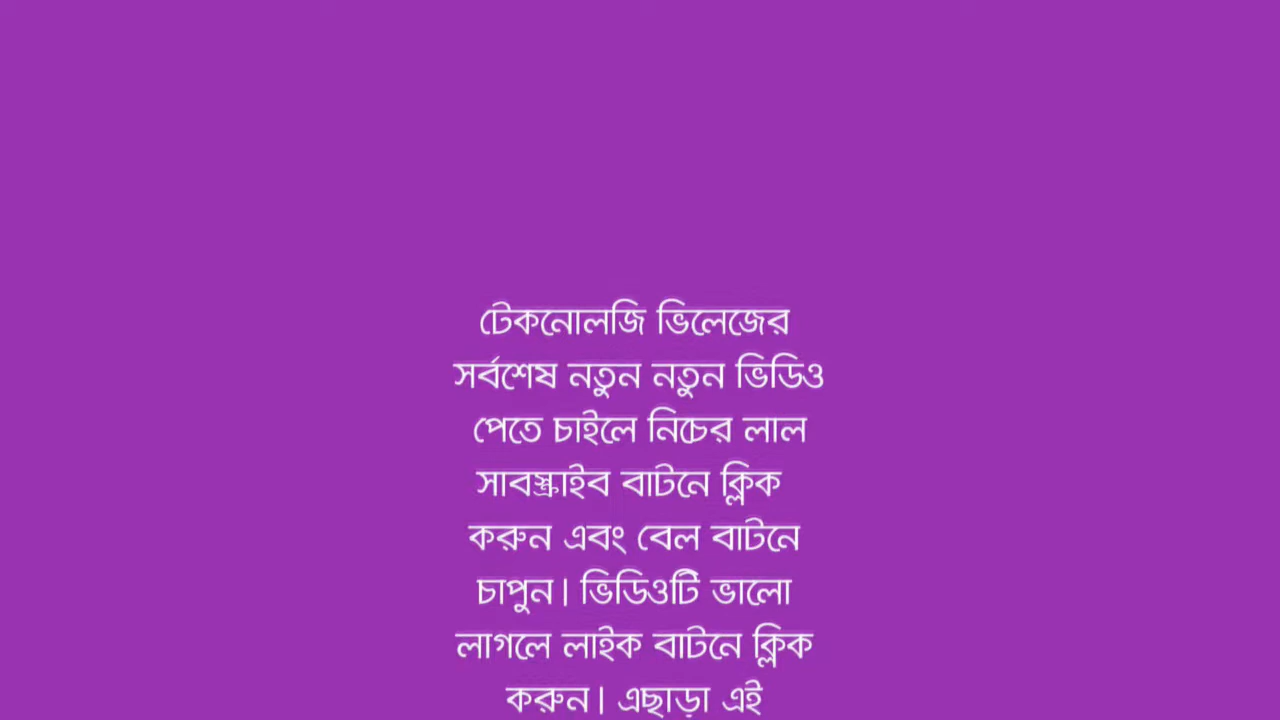 টেকনোলজি ভিলেজের
সর্বশেষ নতুন নতুন ভিডিও
পেতে চাইলে নিচের লাল
সাবস্ক্রাইব বাটনে ক্লিক
করুন এবং বেল বাটনে
চাপুন। ভিডিওটি ভালো
লাগলে লাইক বাটনে ক্লিক
করুন। এছাড়া এই